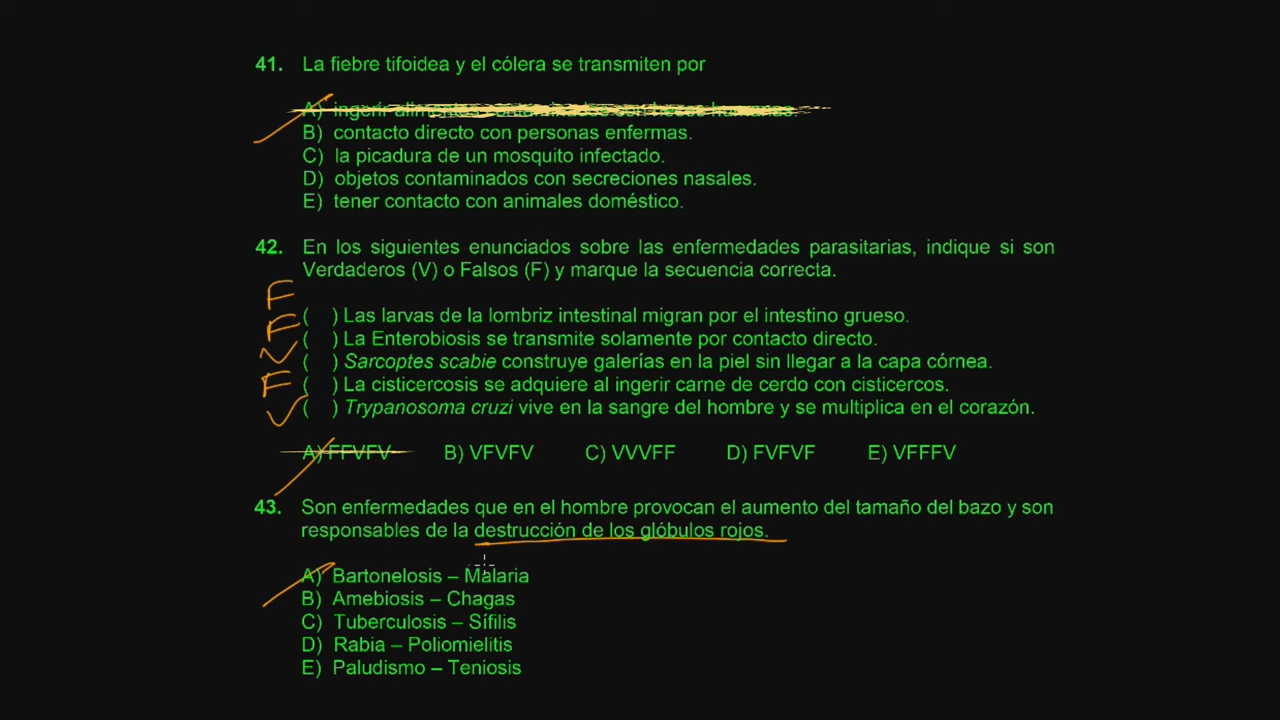 41. La fiebre tifoidea y el cólera se transmiten por
A) ingerir alimentos contaminados con heces humanas.
B) contacto directo con personas enfermas.
C) la picadura de un mosquito infectado.
D) objetos contaminados con secreciones nasales.
E) tener contacto con animales doméstico.
42. En los siguientes enunciados sobre las enfermedades parasitarias, indique si son
Verdaderos (V) o Falsos (F) y marque la secuencia correcta.
F
F ( ) Las larvas de la lombriz intestinal migran por el intestino grueso.
( ) La Enterobiosis se transmite solamente por contacto directo.
V ( ) Sarcoptes scabie construye galerías en la piel sin llegar a la capa córnea.
F ( ) La cisticercosis se adquiere al ingerir carne de cerdo con cisticercos.
V ( ) Trypanosoma cruzi vive en la sangre del hombre y se multiplica en el corazón.
A) FFVFV B) VFVFV C) VVVFF D) FVFVF E) VFFFV
43. Son enfermedades que en el hombre provocan el aumento del tamaño del bazo y son
responsables de la destrucción de los glóbulos rojos.
A) Bartonelosis – Malaria
B) Amebiosis – Chagas
C) Tuberculosis – Sífilis
D) Rabia – Poliomielitis
E) Paludismo – Teniosis